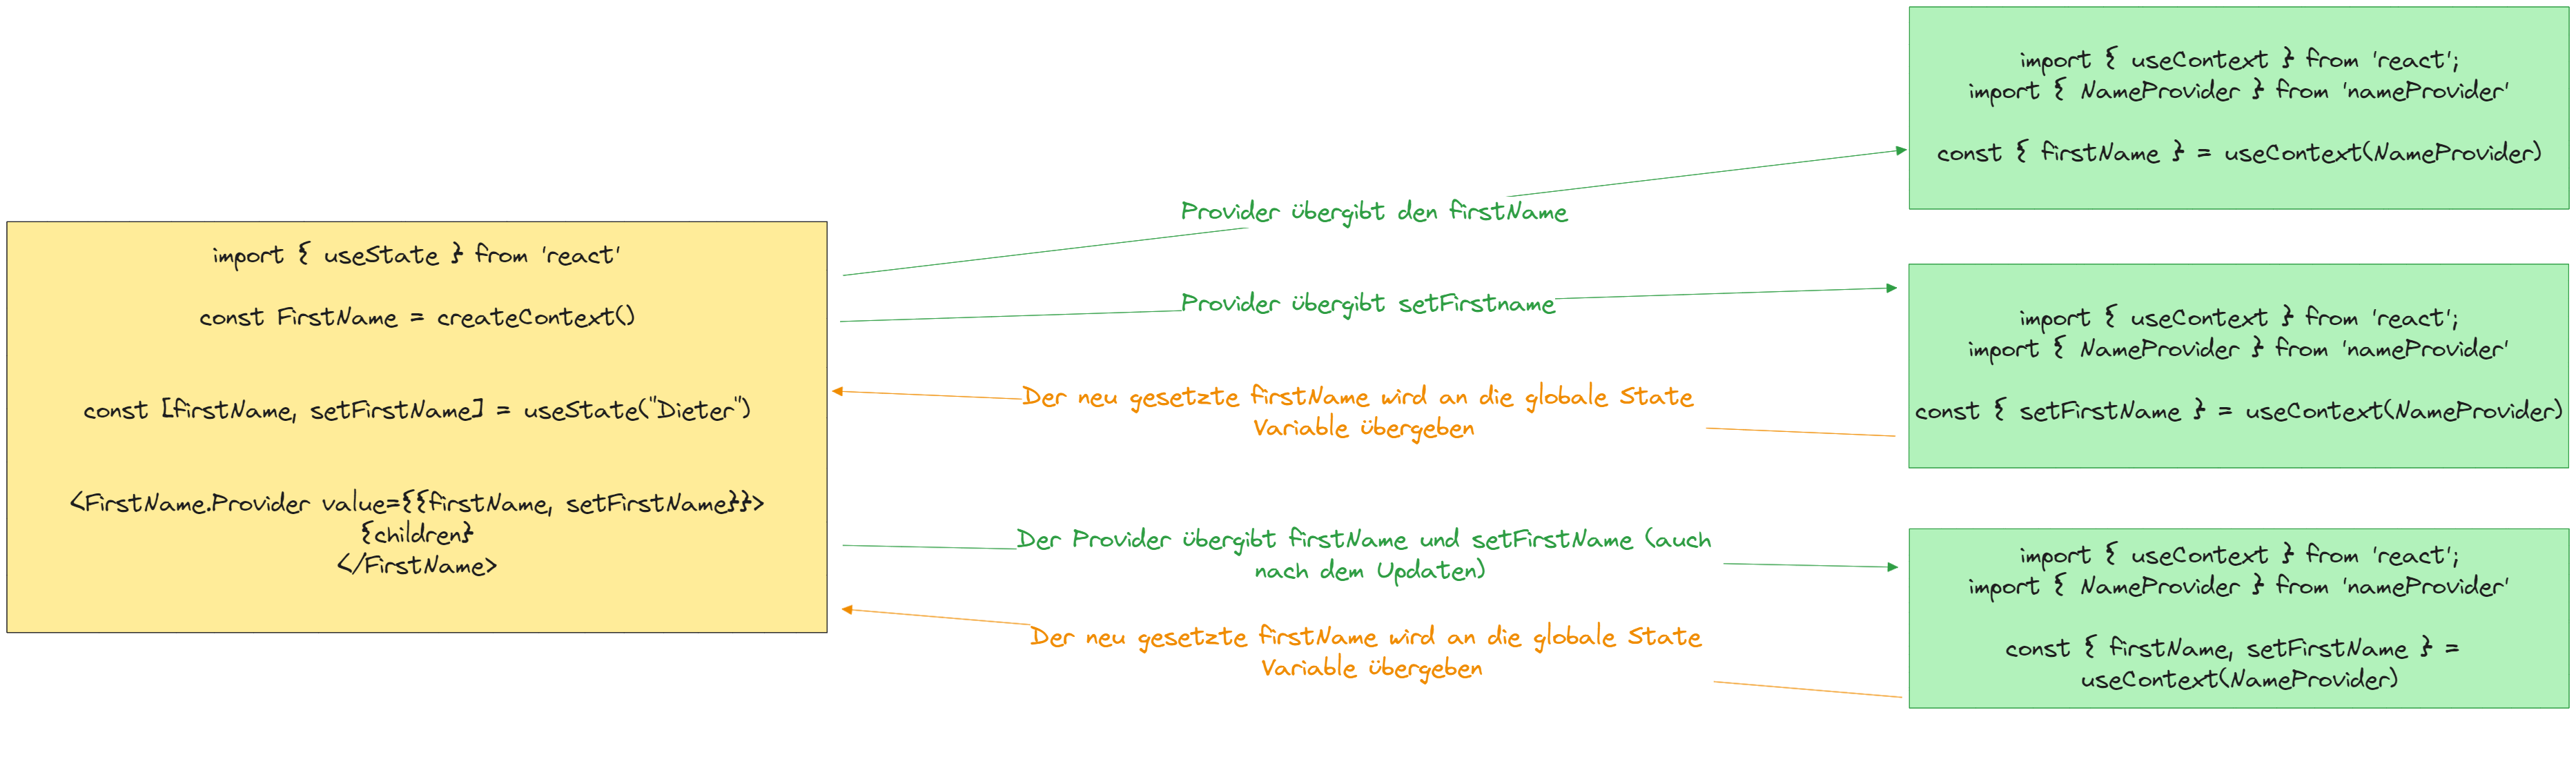 import { useState } from 'react'
const FirstName = createContext()
const [firstName, setFirstName] = useState("Dieter")
<FirstName.Provider value={{firstName, setFirstName}}>
{children}
</FirstName>
Provider übergibt den firstName
Provider übergibt setFirstname
Der neu gesetzte firstName wird an die globale State
Variable übergeben
Der Provider übergibt firstName und setFirstName (auch
nach dem Updaten)
Der neu gesetzte firstName wird an die globale State
Variable übergeben
import { useContext } from 'react';
import { NameProvider } from 'nameProvider'
const { firstName } = useContext(NameProvider)
import { useContext } from 'react';
import { NameProvider } from 'nameProvider'
const { setFirstName } = useContext(NameProvider)
import { useContext } from 'react';
import { NameProvider } from 'nameProvider'
const { firstName, setFirstName } =
useContext(NameProvider)